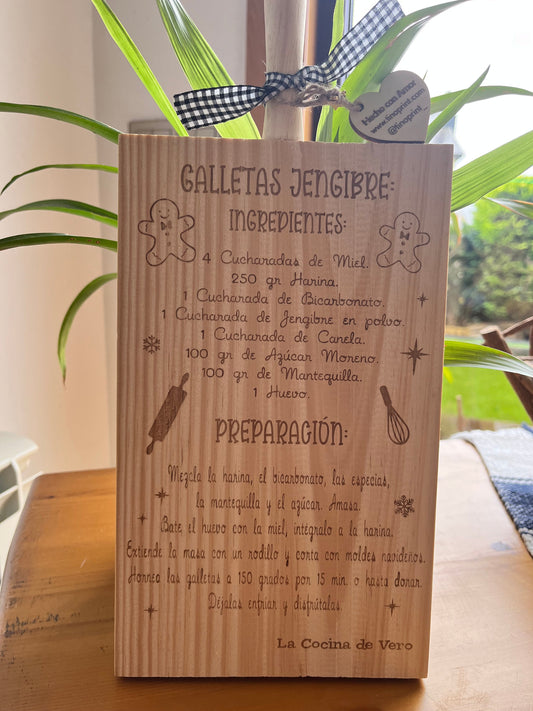 Hecho con Amor
www.tinoprint.com
@tinoprint_
GALLETAS JENGIBRE:
INGREDIENTES:
4 Cucharadas de Miel.
250 gr Harina.
1 Cucharada de Bicarbonato.
1 Cucharada de Jengibre en polvo.
1 Cucharada de Canela.
100 gr de Azúcar Moreno.
100 gr de Mantequilla.
1 Huevo.
PREPARACIÓN:
Mezcla la harina, el bicarbonato, las especias,
la mantequilla y el azúcar. Amasa.
Bate el huevo con la miel, intégralo a la harina.
Extiende la masa con un rodillo y corta con moldes navideños.
Hornea las galletas a 150 grados por 15 min. o hasta dorar.
Déjalas enfriar y disfrútalas.
La Cocina de Vero